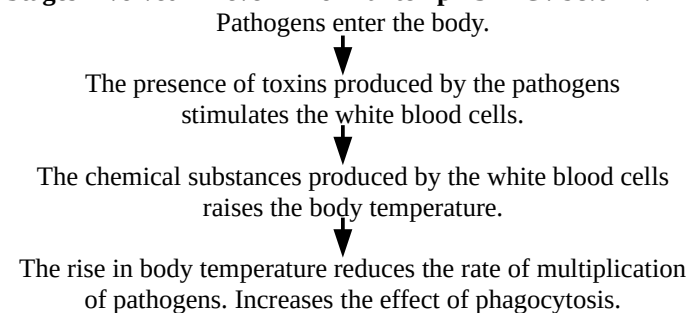 Pathogens enter the body.
The presence of toxins produced by the pathogens
stimulates the white blood cells.
The chemical substances produced by the white blood cells
raises the body temperature.
The rise in body temperature reduces the rate of multiplication
of pathogens. Increases the effect of phagocytosis.